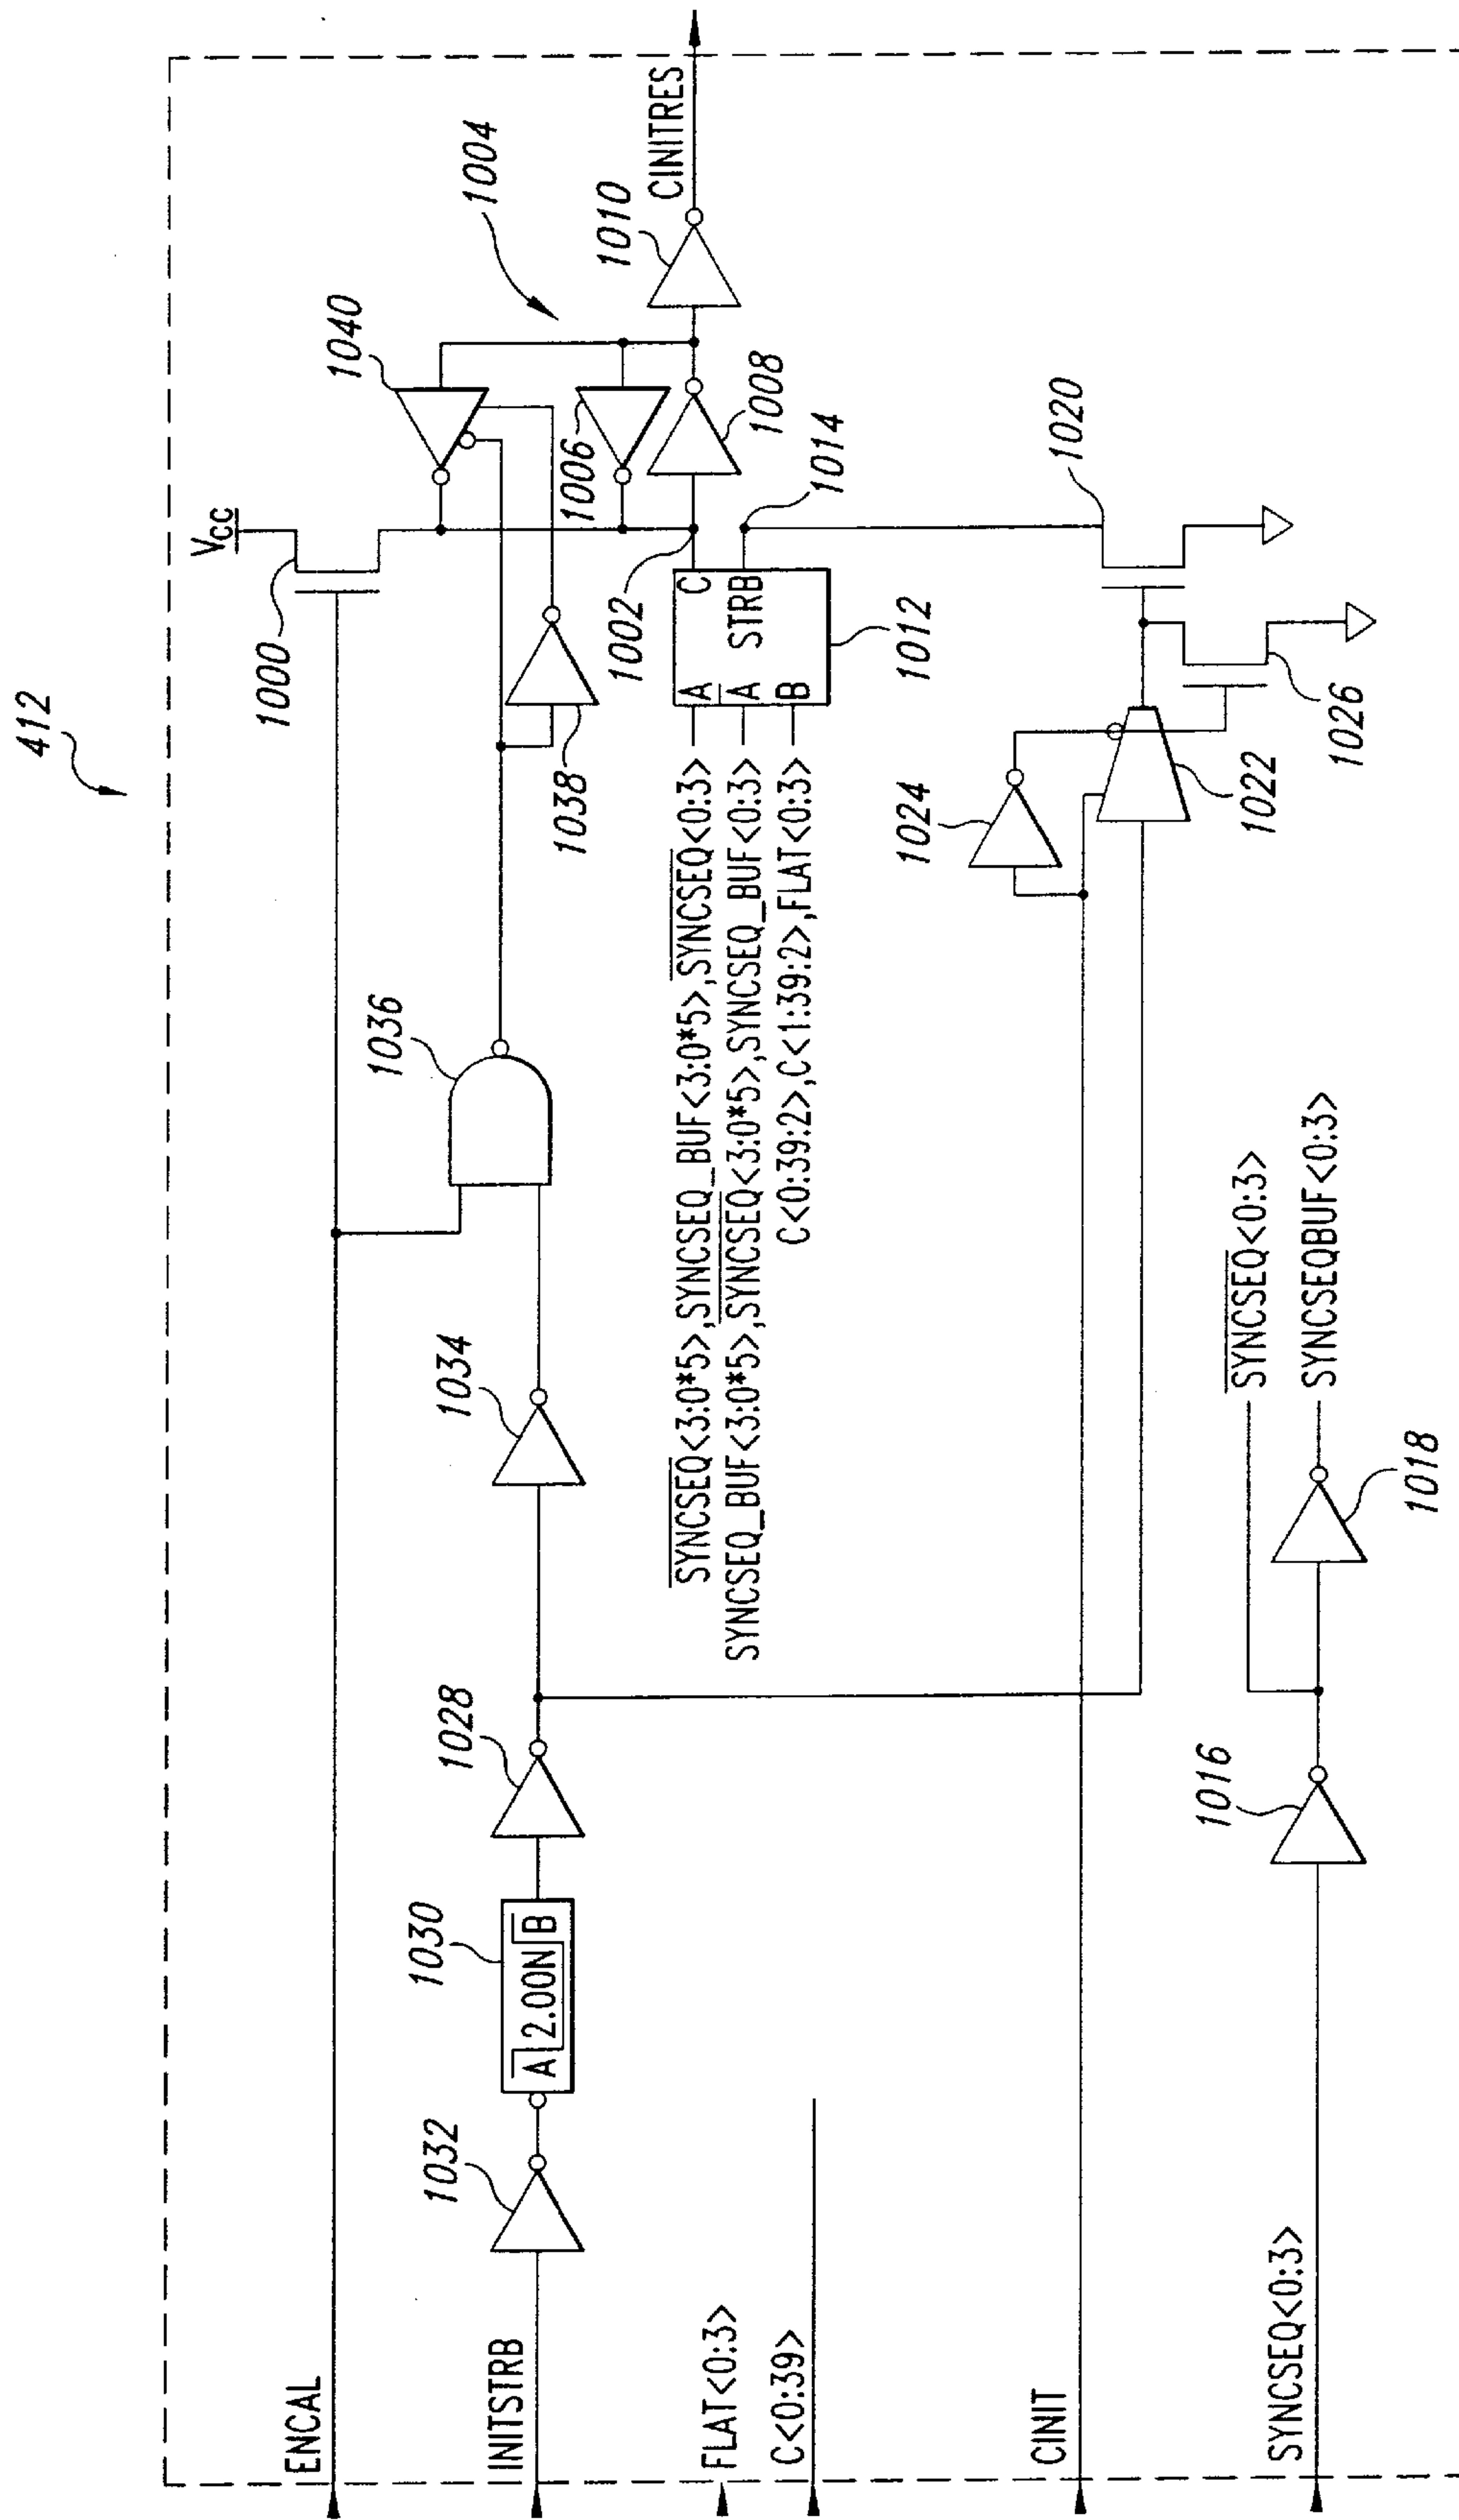 412
ENCAL
INITSTRB
FLAT<0:3>
C<0:39>
CINIT
SYNCSEQ<0:3>
1032
1030
A 2.00N B
1028
1034
1036
1038
1000
Vcc
1040
1004
1006
1008
1010
CINITRES
1002
A
A
B
C
STRB
1012
1014
SYNCSEQ<3:0*5>,SYNCSEQ_BUF<3:0*5>,SYNCSEQ<0:3>
SYNCSEQ_BUF<3:0*5>,SYNCSEQ<3:0*5>,SYNCSEQ_BUF<0:3>
C<0:39:2>,C<1:39:2>,FLAT<0:3>
1024
1022
1026
1020
1016
1018
SYNCSEQ<0:3>
SYNCSEQBUF<0:3>